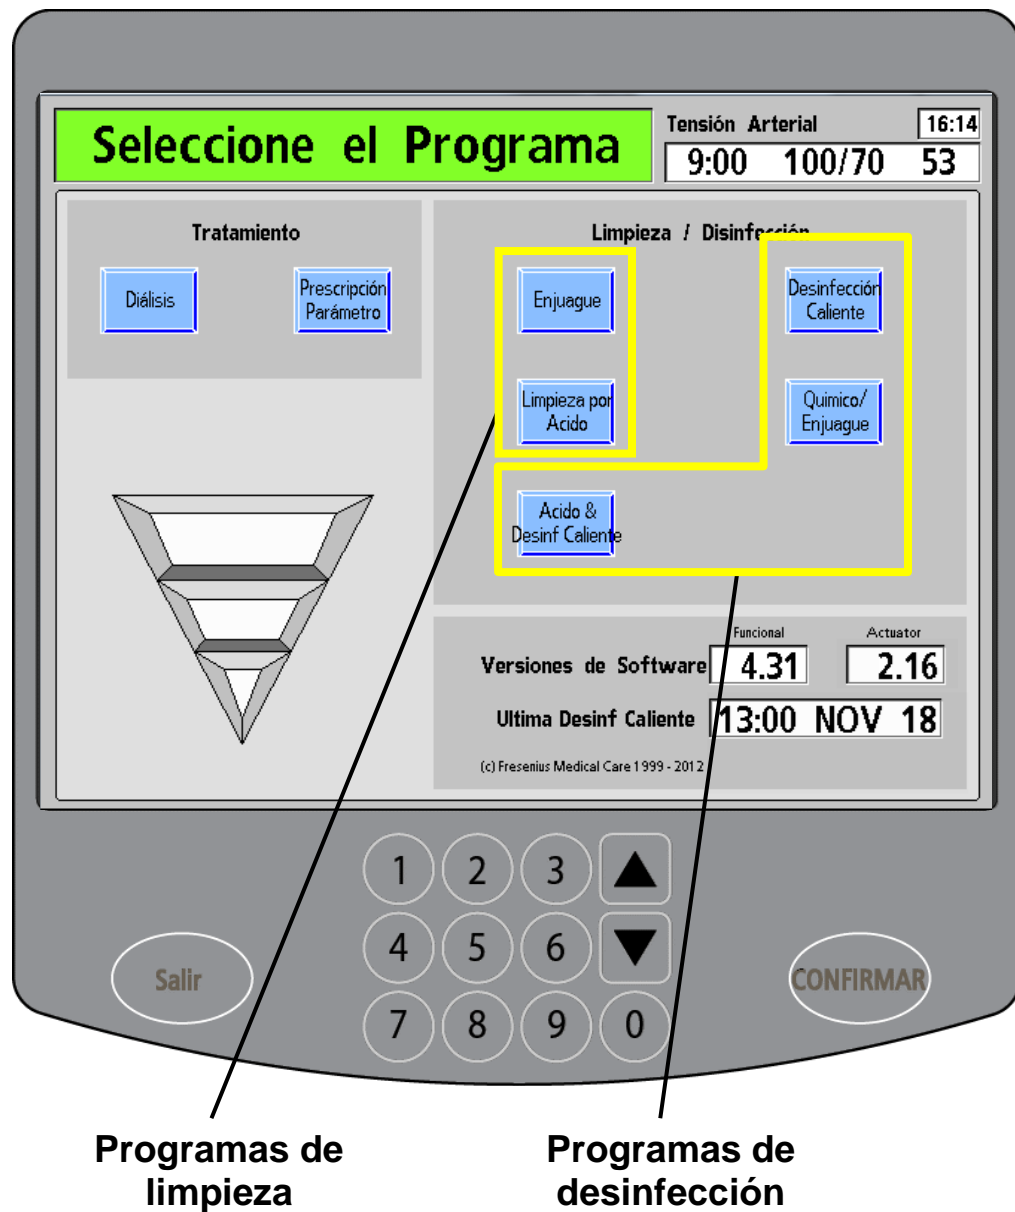 Seleccione el Programa
Tensión Arterial
16:14
9:00 100/70 53
Tratamiento
Diálisis
Prescripción
Parámetro
Limpieza / Disinfección
Enjuague
Desinfección
Caliente
Limpieza por
Acido
Quimico/
Enjuague
Acido &
Desinf Caliente
Funcional
Actuator
Versiones de Software
4.31
2.16
Ultima Desinf Caliente
13:00 NOV 18
(c) Fresenius Medical Care 1999 - 2012
1 2 3
4 5 6
7 8 9 0
Salir
CONFIRMAR
Programas de
limpieza
Programas de
desinfección